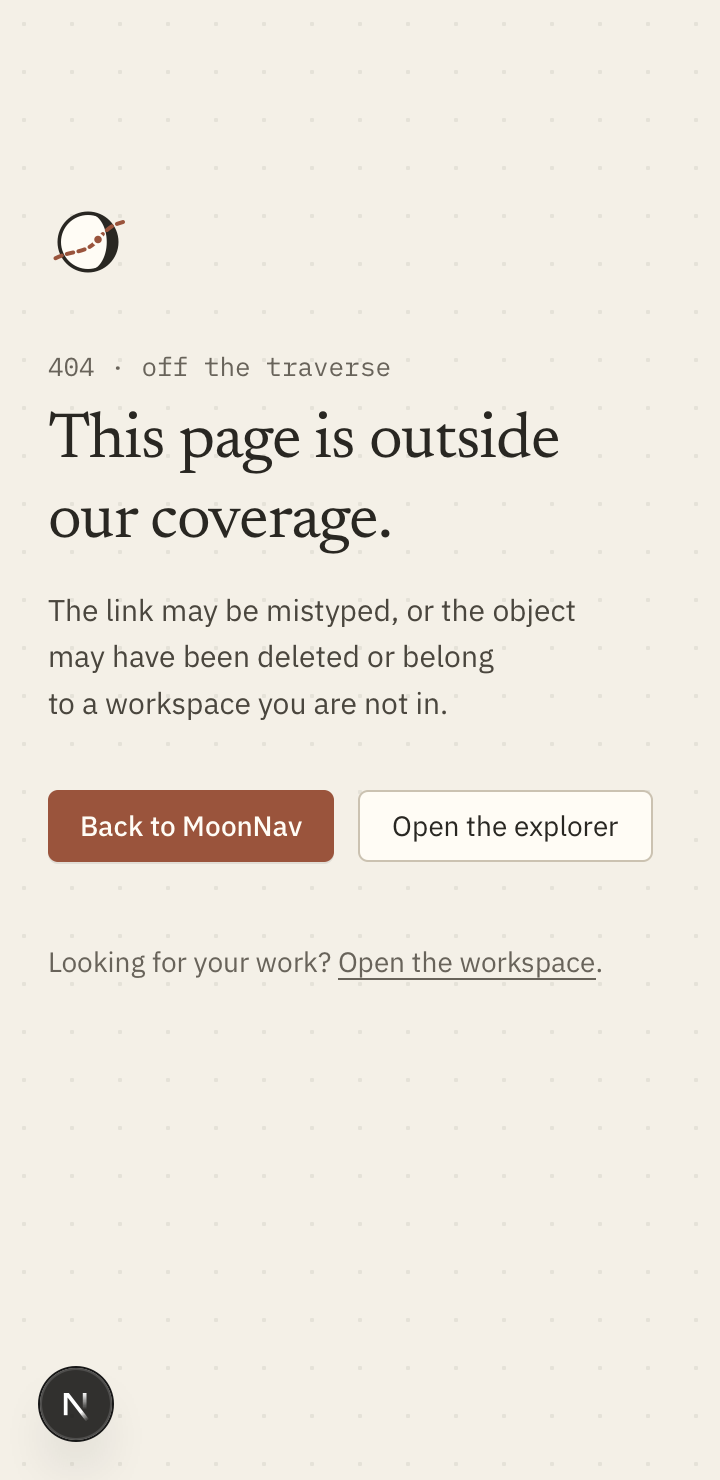 404 · off the traverse
This page is outside
our coverage.
The link may be mistyped, or the object
may have been deleted or belong
to a workspace you are not in.
Back to MoonNav
Open the explorer
Looking for your work? Open the workspace.
N